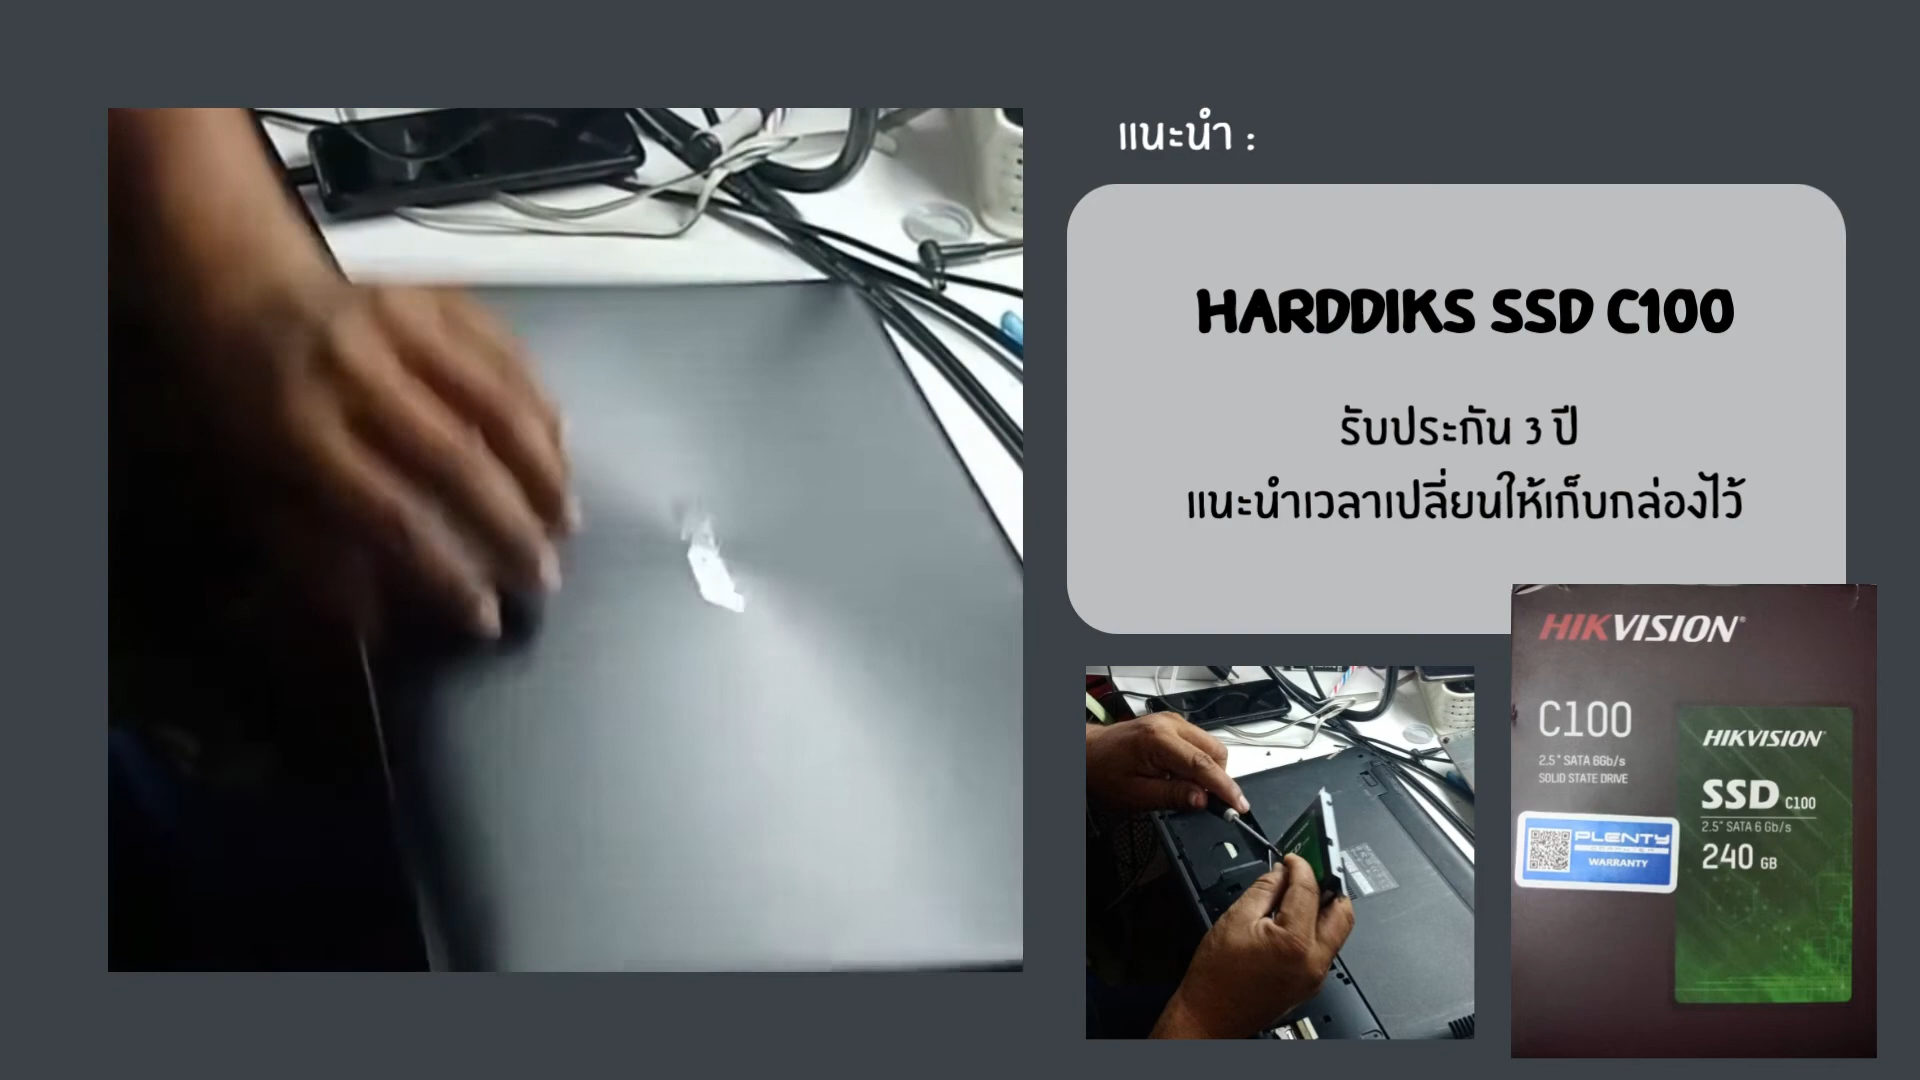 แนะนำ :
HARDDIKS SSD C100
รับประกัน 3 ปี
แนะนำเวลาเปลี่ยนให้เก็บกล่องไว้
HIKVISION
C100
2.5" SATA 6Gb/s
SOLID STATE DRIVE
PLENTY
COMPUTER
WARRANTY
HIKVISION
SSD C100
2.5" SATA 6 Gb/s
240 GB